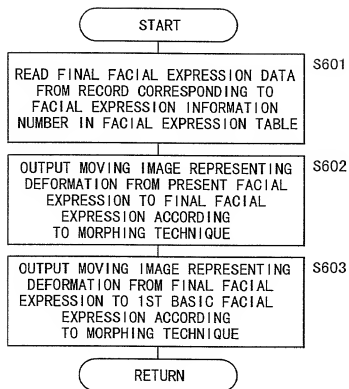 START
READ FINAL FACIAL EXPRESSION DATA
FROM RECORD CORRESPONDING TO
FACIAL EXPRESSION INFORMATION
NUMBER IN FACIAL EXPRESSION TABLE
S601
OUTPUT MOVING IMAGE REPRESENTING
DEFORMATION FROM PRESENT FACIAL
EXPRESSION TO FINAL FACIAL
EXPRESSION ACCORDING
TO MORPHING TECHNIQUE
S602
OUTPUT MOVING IMAGE REPRESENTING
DEFORMATION FROM FINAL FACIAL
EXPRESSION TO 1ST BASIC FACIAL
EXPRESSION ACCORDING
TO MORPHING TECHNIQUE
S603
RETURN